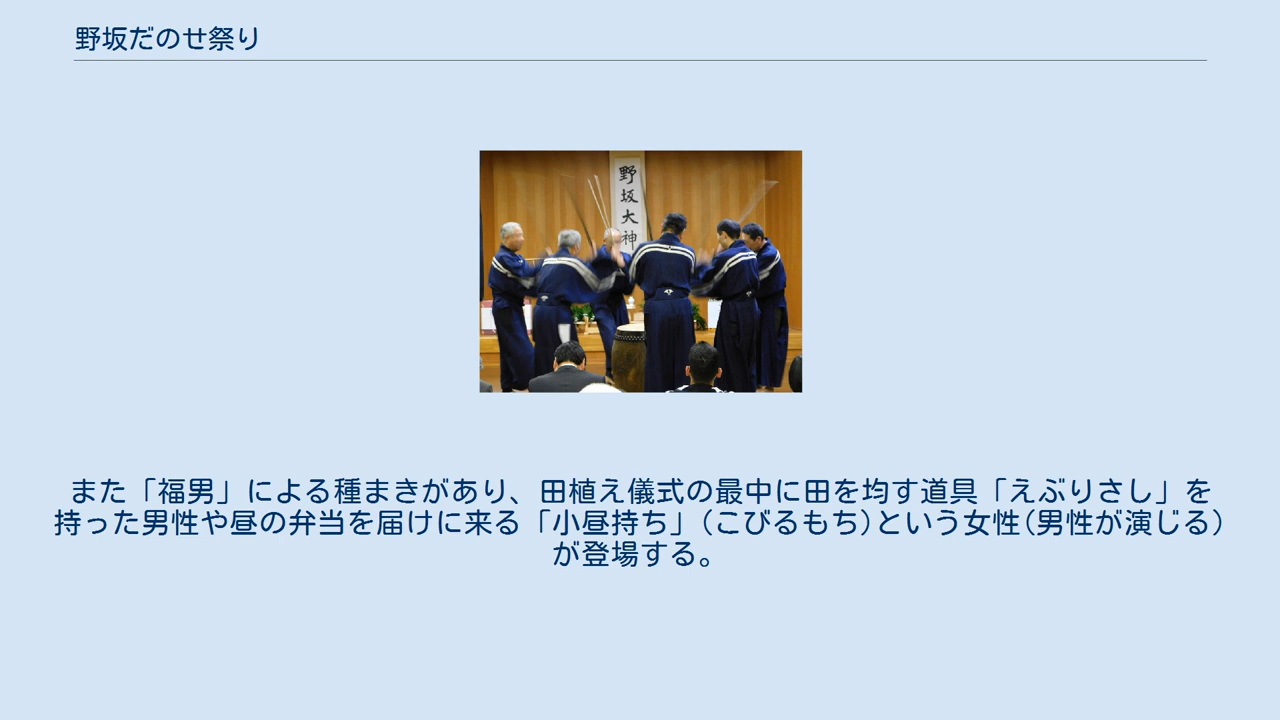 野坂だのせ祭り
野坂大神
また「福男」による種まきがあり、田植え儀式の最中に田を均す道具「えぶりさし」を
持った男性や昼の弁当を届けに来る「小昼持ち」(こびるもち)という女性(男性が演じる)
が登場する。